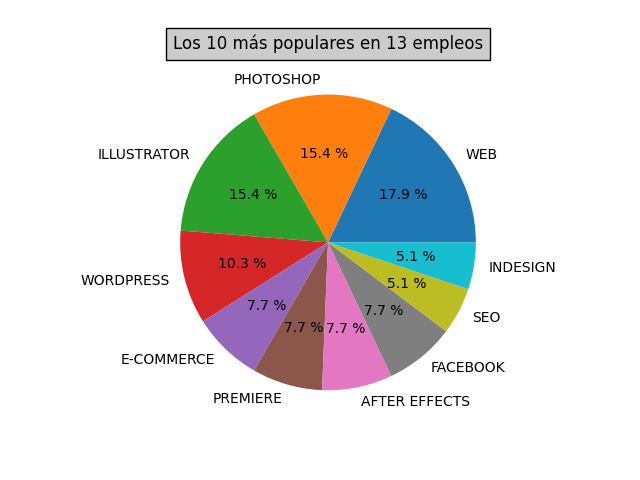 Los 10 más populares en 13 empleos
PHOTOSHOP
ILLUSTRATOR
WEB
15.4 %
15.4 %
17.9 %
WORDPRESS
10.3 %
5.1 %
INDESIGN
5.1 %
SEO
E-COMMERCE
7.7 %
7.7 %
7.7 %
7.7 %
FACEBOOK
PREMIERE
AFTER EFFECTS